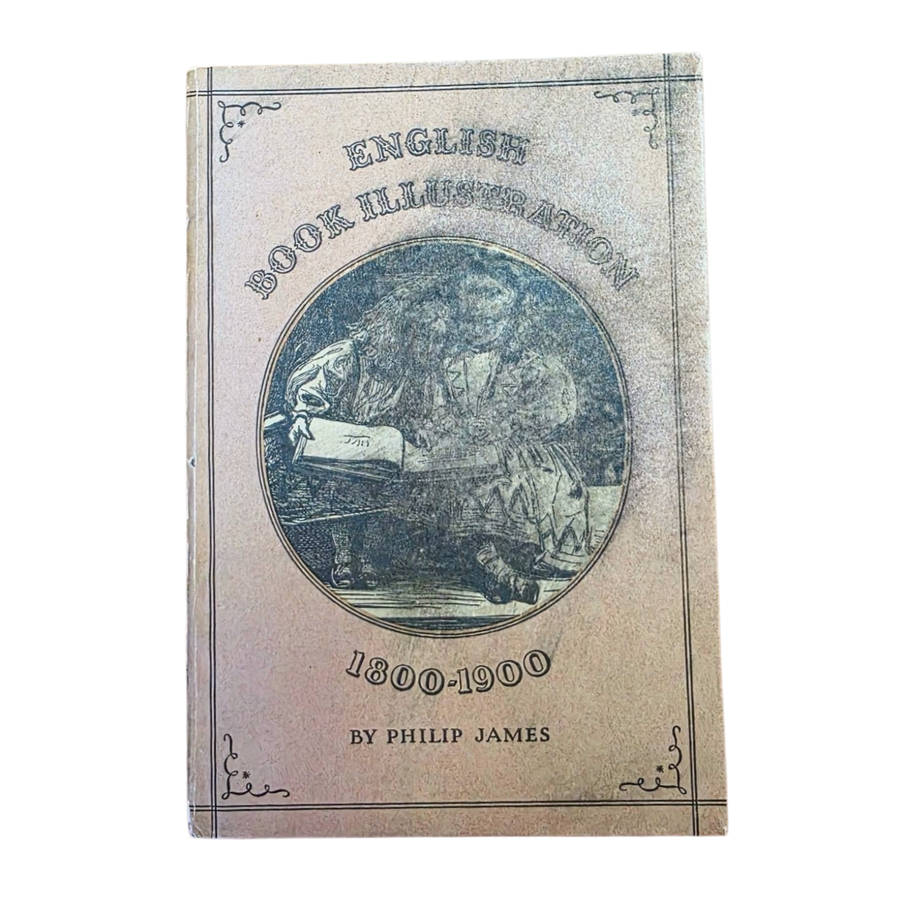 ENGLISH
BOOK ILLUSTRATION
1800-1900
BY PHILIP JAMES